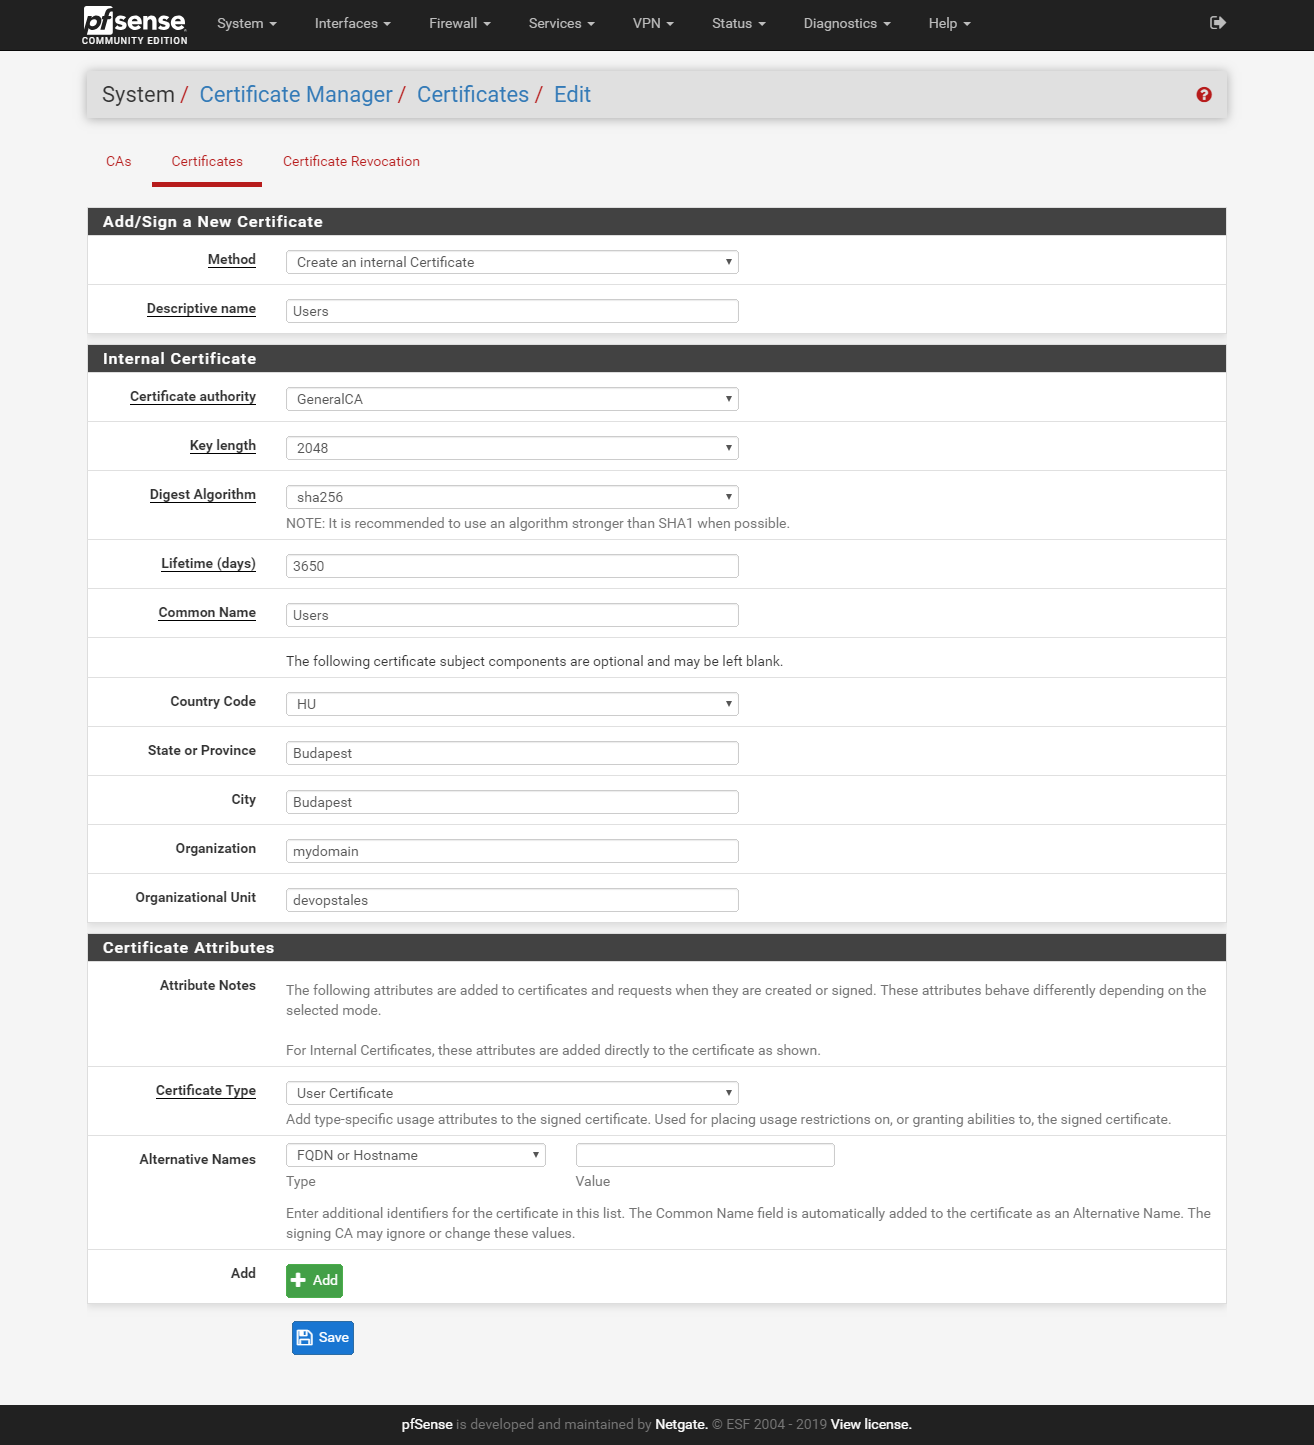 pfsense
COMMUNITY EDITION
System Interfaces Firewall Services VPN Status Diagnostics Help
System / Certificate Manager / Certificates / Edit
CAs Certificates Certificate Revocation
Add/Sign a New Certificate
Method Create an internal Certificate
Descriptive name Users
Internal Certificate
Certificate authority GeneralCA
Key length 2048
Digest Algorithm sha256
NOTE: It is recommended to use an algorithm stronger than SHA1 when possible.
Lifetime (days) 3650
Common Name Users
The following certificate subject components are optional and may be left blank.
Country Code HU
State or Province Budapest
City Budapest
Organization mydomain
Organizational Unit devopstales
Certificate Attributes
Attribute Notes The following attributes are added to certificates and requests when they are created or signed. These attributes behave differently depending on the
selected mode.
For Internal Certificates, these attributes are added directly to the certificate as shown.
Certificate Type User Certificate
Add type-specific usage attributes to the signed certificate. Used for placing usage restrictions on, or granting abilities to, the signed certificate.
Alternative Names FQDN or Hostname
Type Value
Enter additional identifiers for the certificate in this list. The Common Name field is automatically added to the certificate as an Alternative Name. The
signing CA may ignore or change these values.
Add Add
Save
pfSense is developed and maintained by Netgate. © ESF 2004 - 2019 View license.